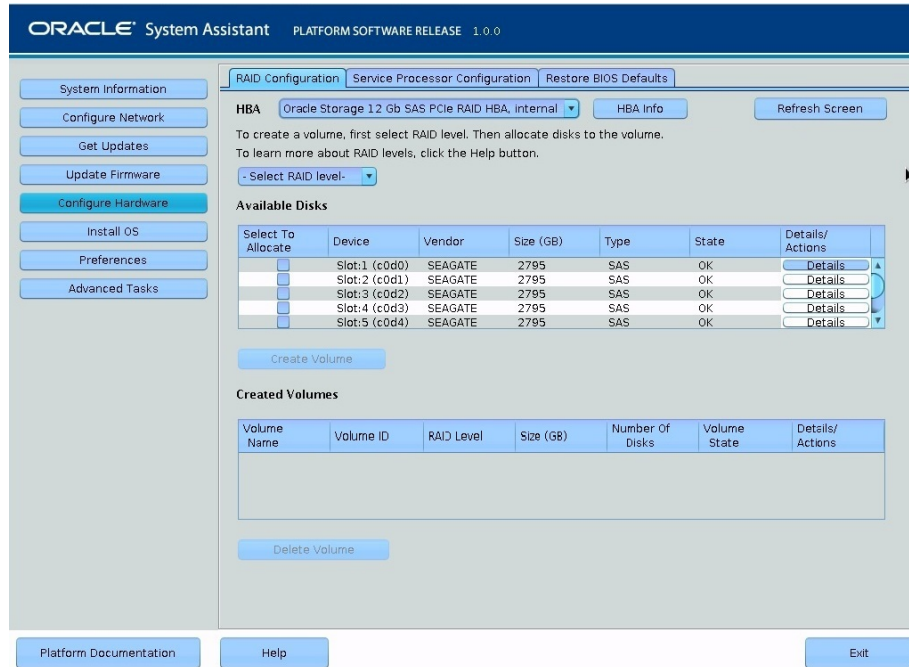 ORACLE® System Assistant PLATFORM SOFTWARE RELEASE 1.0.0
System Information
Configure Network
Get Updates
Update Firmware
Configure Hardware
Install OS
Preferences
Advanced Tasks
RAID Configuration Service Processor Configuration Restore BIOS Defaults
HBA Oracle Storage 12 Gb SAS PCIe RAID HBA, internal HBA Info Refresh Screen
To create a volume, first select RAID level. Then allocate disks to the volume.
To learn more about RAID levels, click the Help button.
- Select RAID level-
Available Disks
Select To Allocate Device Vendor Size (GB) Type State Details/ Actions
Slot:1 (c0d0) SEAGATE 2795 SAS OK Details
Slot:2 (c0d1) SEAGATE 2795 SAS OK Details
Slot:3 (c0d2) SEAGATE 2795 SAS OK Details
Slot:4 (c0d3) SEAGATE 2795 SAS OK Details
Slot:5 (c0d4) SEAGATE 2795 SAS OK Details
Create Volume
Created Volumes
Volume Name Volume ID RAID Level Size (GB) Number Of Disks Volume State Details/ Actions
Delete Volume
Platform Documentation Help Exit